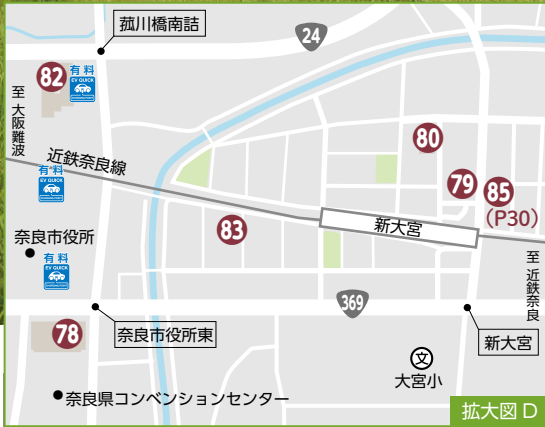 菰川橋南詰
24
82
有料
EV QUICK
至 大阪難波
近鉄奈良線
有料
EV QUICK
80
79
85
(P30)
83
新大宮
奈良市役所
有料
EV QUICK
至 近鉄奈良
369
78
奈良市役所東
新大宮
文
大宮小
奈良県コンベンションセンター
拡大図 D